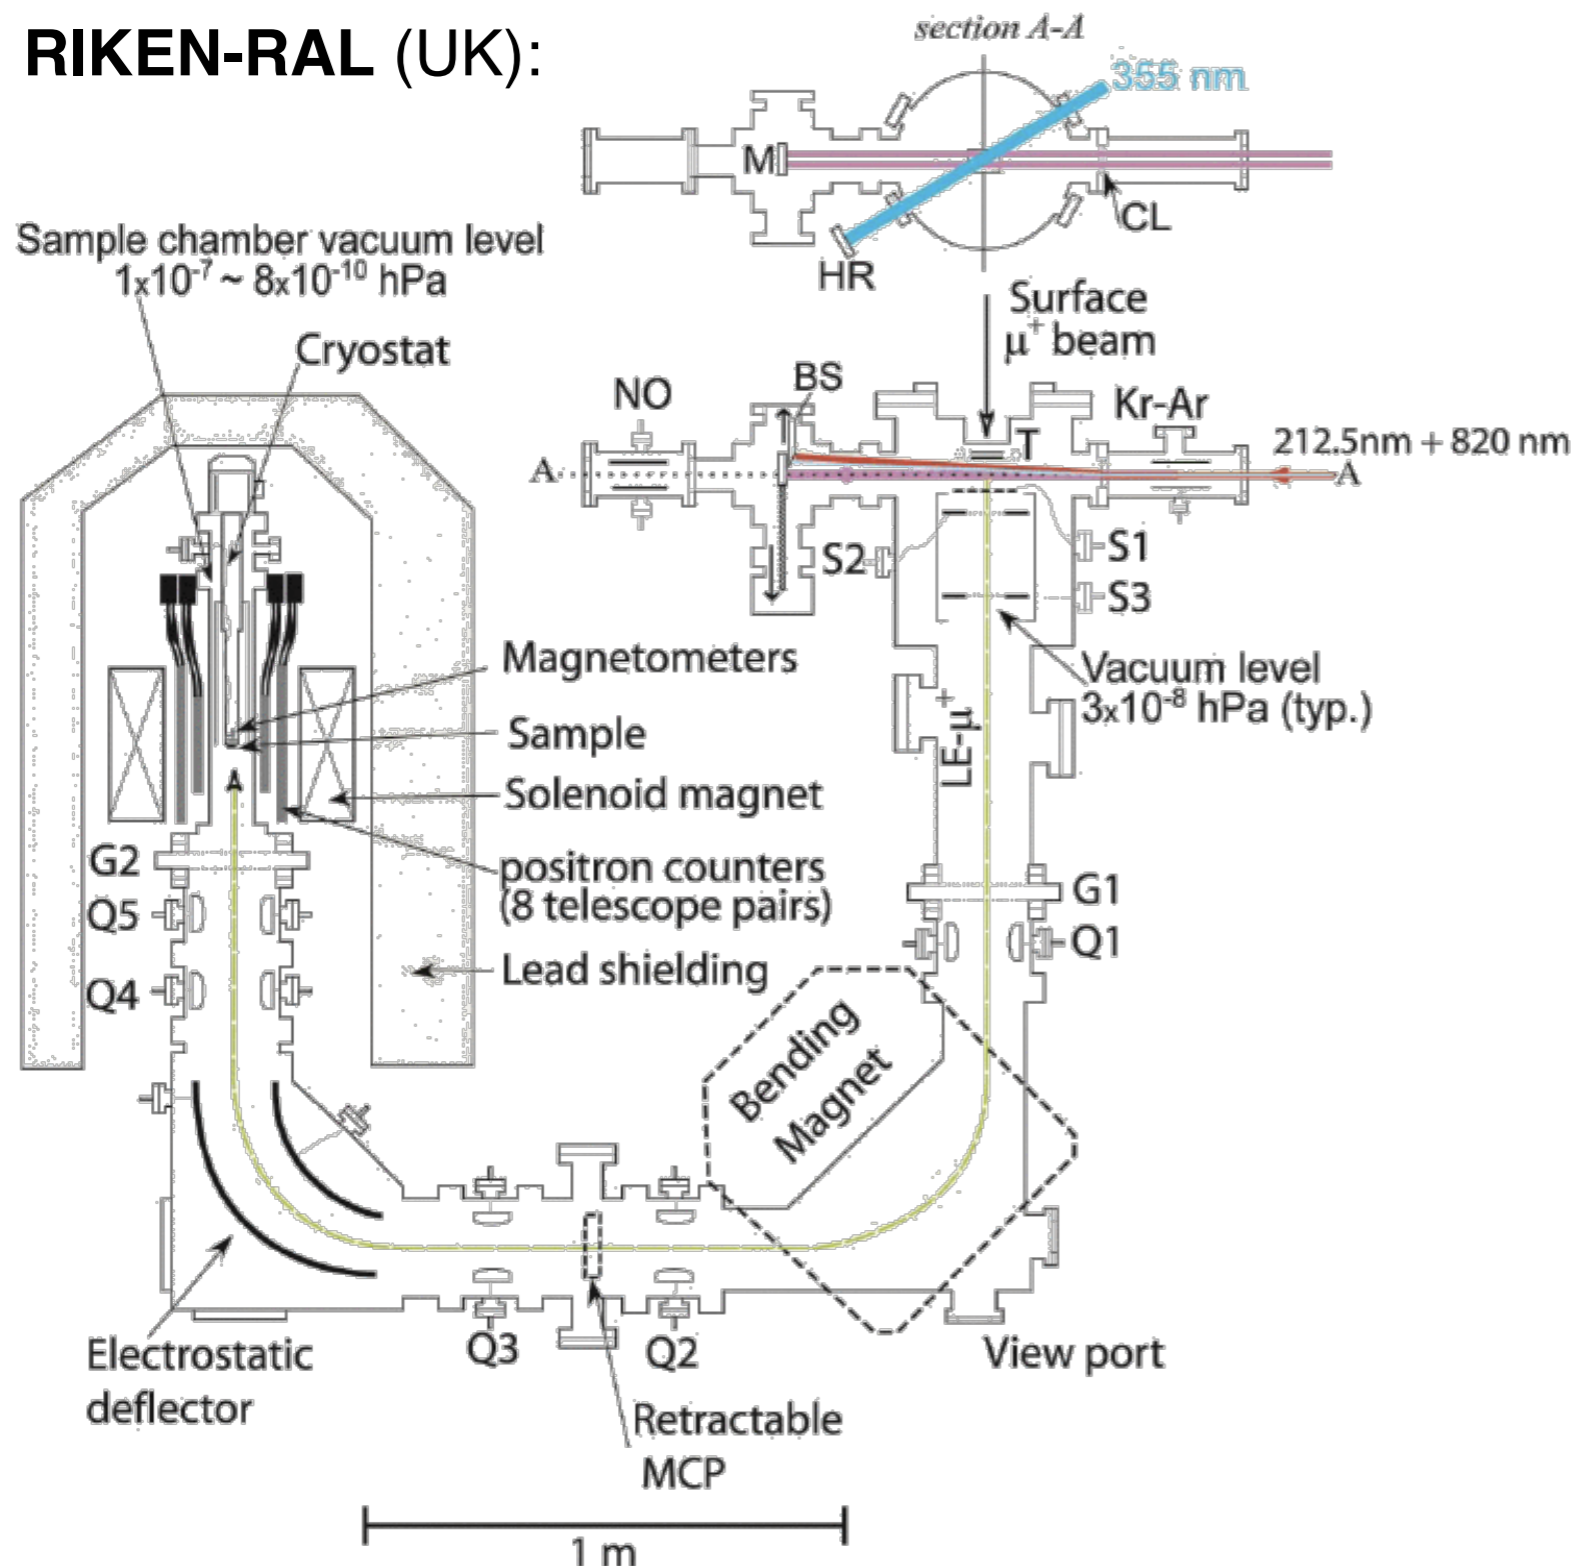 RIKEN-RAL (UK):
section A-A
355 nm
M
CL
HR
Sample chamber vacuum level
1x10⁻⁷ ~ 8x10⁻¹⁰ hPa
Surface
μ⁺ beam
Cryostat
NO
BS
Kr-Ar
T
212.5nm + 820 nm
A
A
S2
S1
S3
Magnetometers
Vacuum level
3x10⁻⁸ hPa (typ.)
LE-μ⁺
Sample
Solenoid magnet
G2
positron counters
(8 telescope pairs)
G1
Q5
Q1
Lead shielding
Q4
Bending
Magnet
Q3
Q2
View port
Electrostatic
deflector
Retractable
MCP
1 m